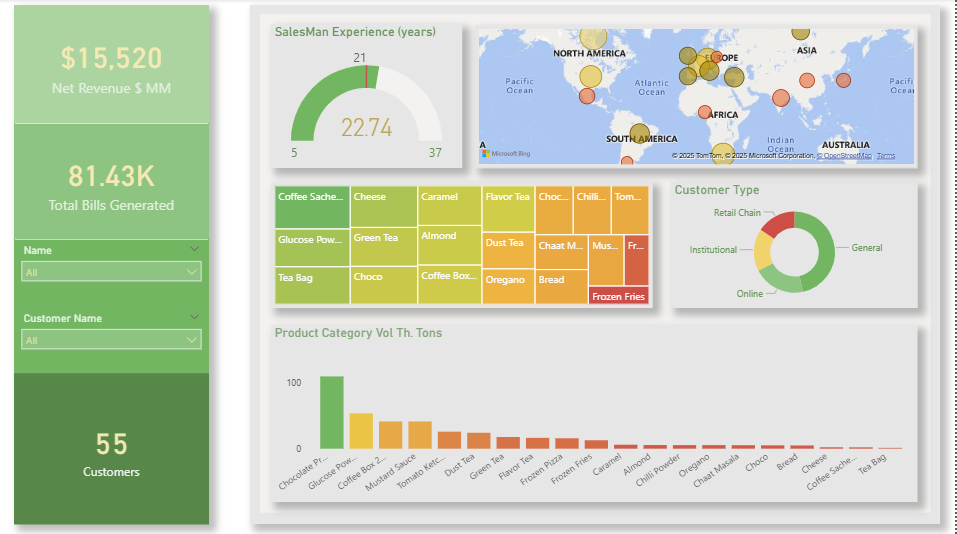 $15,520
Net Revenue $ MM
81.43K
Total Bills Generated
Name
All
Customer Name
All
55
Customers
SalesMan Experience (years)
21
22.74
5
37
NORTH AMERICA
EUROPE
ASIA
Pacific
Ocean
Atlantic
Ocean
Pacifi
Ocea
AFRICA
SOUTH AMERICA
Indian
Ocean
AUSTRALIA
A
Microsoft Bing
© 2025 TomTom, © 2025 Microsoft Corporation, © OpenStreetMap Terms
Coffee Sache...
Cheese
Caramel
Flavor Tea
Choc...
Chilli...
Tom...
Glucose Pow...
Green Tea
Almond
Dust Tea
Chaat M...
Mus...
Fr...
Tea Bag
Choco
Coffee Box...
Oregano
Bread
Frozen Fries
Customer Type
Retail Chain
Institutional
General
Online
Product Category Vol Th. Tons
100
0
Chocolate Pr...
Glucose Pow...
Coffee Box 2...
Mustard Sauce
Tomato Ketc...
Dust Tea
Green Tea
Flavor Tea
Frozen Pizza
Frozen Fries
Caramel
Almond
Chilli Powder
Oregano
Chaat Masala
Choco
Bread
Cheese
Coffee Sache...
Tea Bag